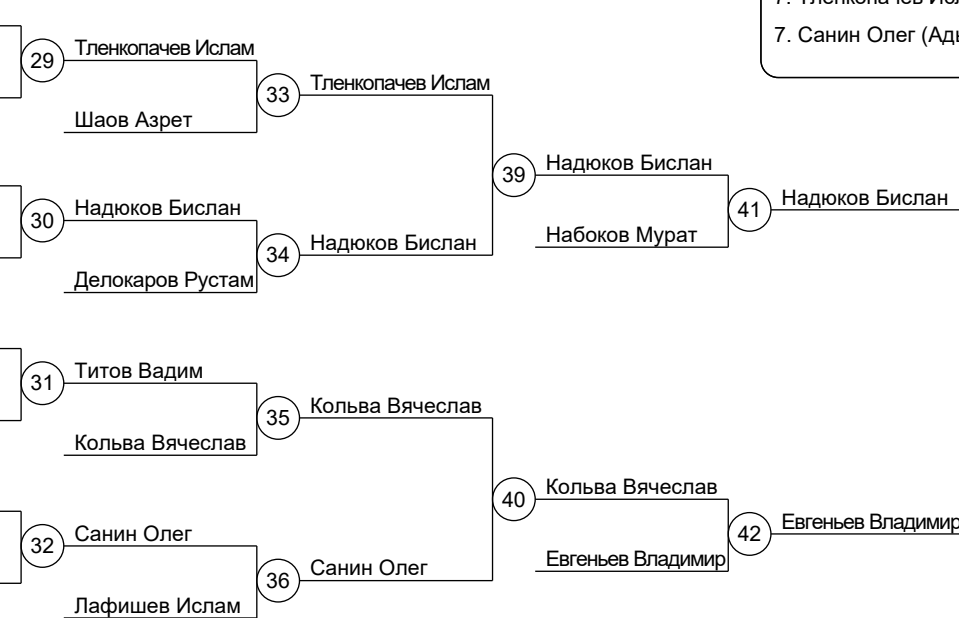 7. Санин Олег
29 Тленкопачев Ислам
Шаов Азрет
33 Тленкопачев Ислам
39 Надюков Бислан
30 Надюков Бислан
Делокаров Рустам
34 Надюков Бислан
Набоков Мурат
41 Надюков Бислан
31 Титов Вадим
Кольва Вячеслав
35 Кольва Вячеслав
40 Кольва Вячеслав
32 Санин Олег
Лафишев Ислам
36 Санин Олег
Евгеньев Владимир
42 Евгеньев Владимир